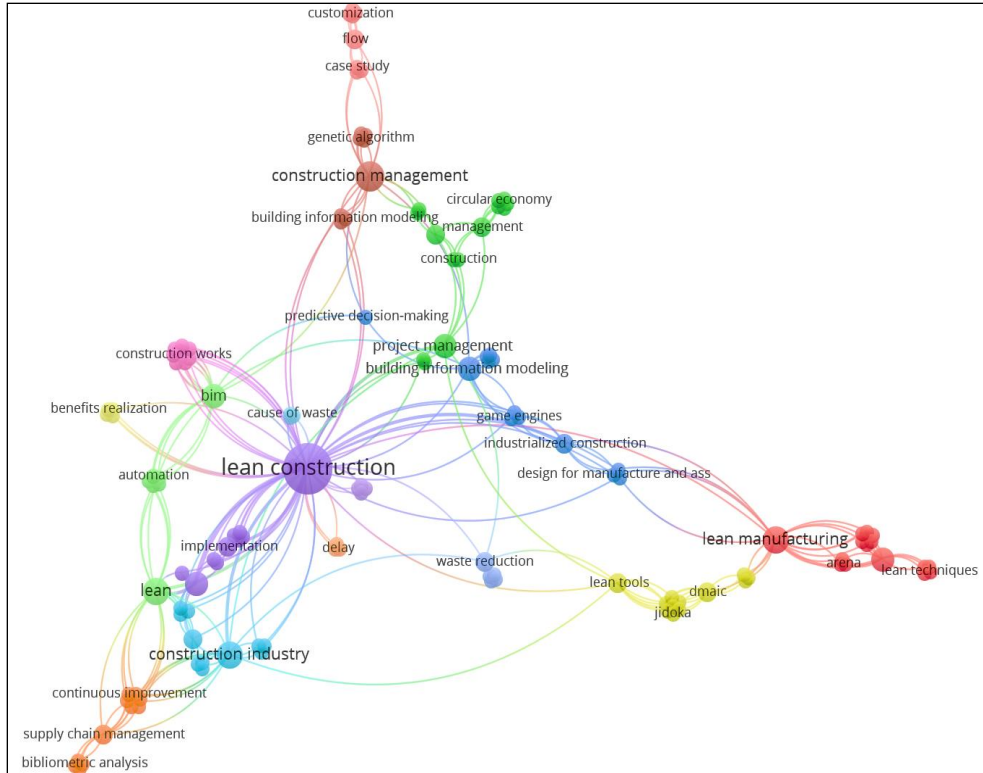 customization
flow
case study
genetic algorithm
construction management
circular economy
building information modeling
management
construction
predictive decision-making
project management
construction works
building information modeling
bim
benefits realization
cause of waste
game engines
industrialized construction
lean construction
automation
design for manufacture and ass
lean manufacturing
implementation
delay
waste reduction
arena
lean techniques
lean tools
dmaic
lean
jidoka
construction industry
continuous improvement
supply chain management
bibliometric analysis